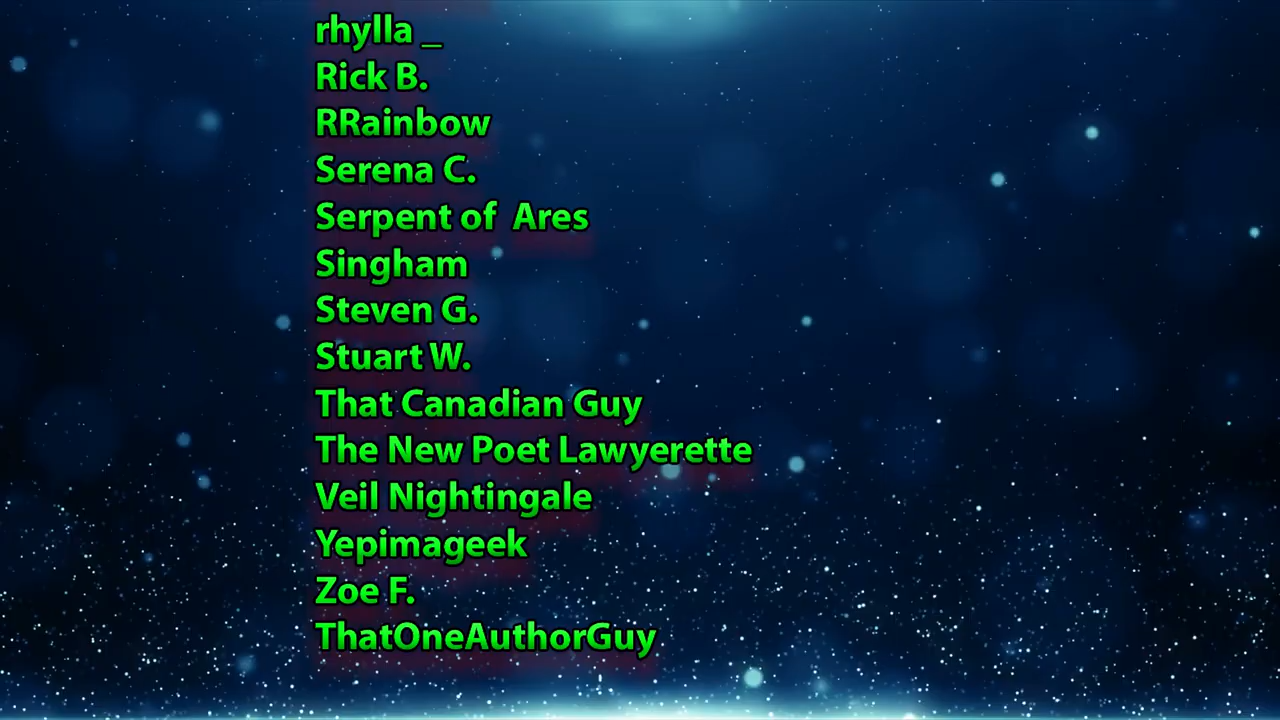 rhylla _
Rick B.
RRainbow
Serena C.
Serpent of  Ares
Singham
Steven G.
Stuart W.
That Canadian Guy
The New Poet Lawyerette
Veil Nightingale
Yepimageek
Zoe F.
ThatOneAuthorGuy